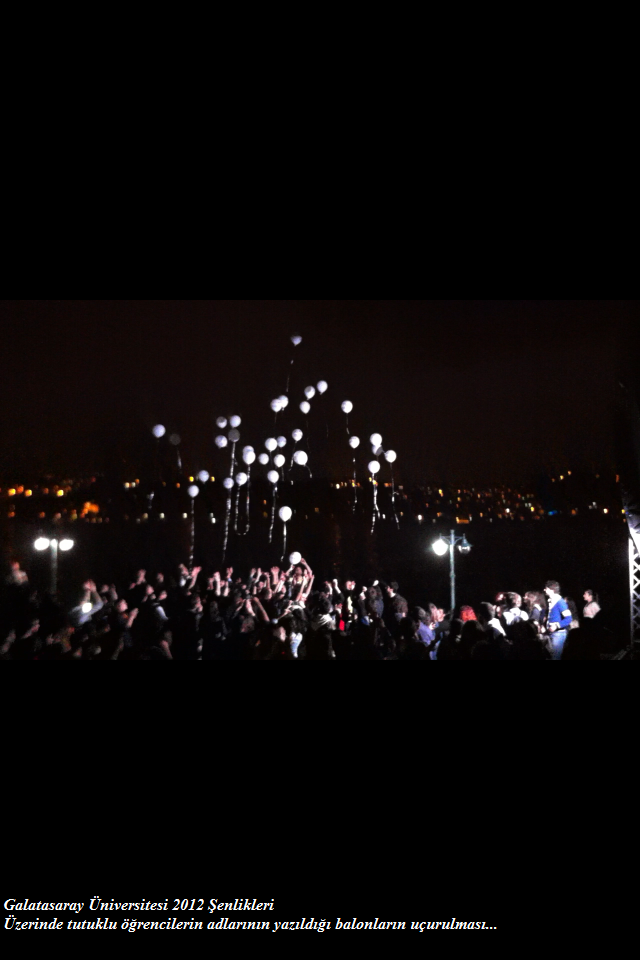 Galatasaray Üniversitesi 2012 Şenlikleri
Üzerinde tutuklu öğrencilerin adlarının yazıldığı balonların uçurulması...